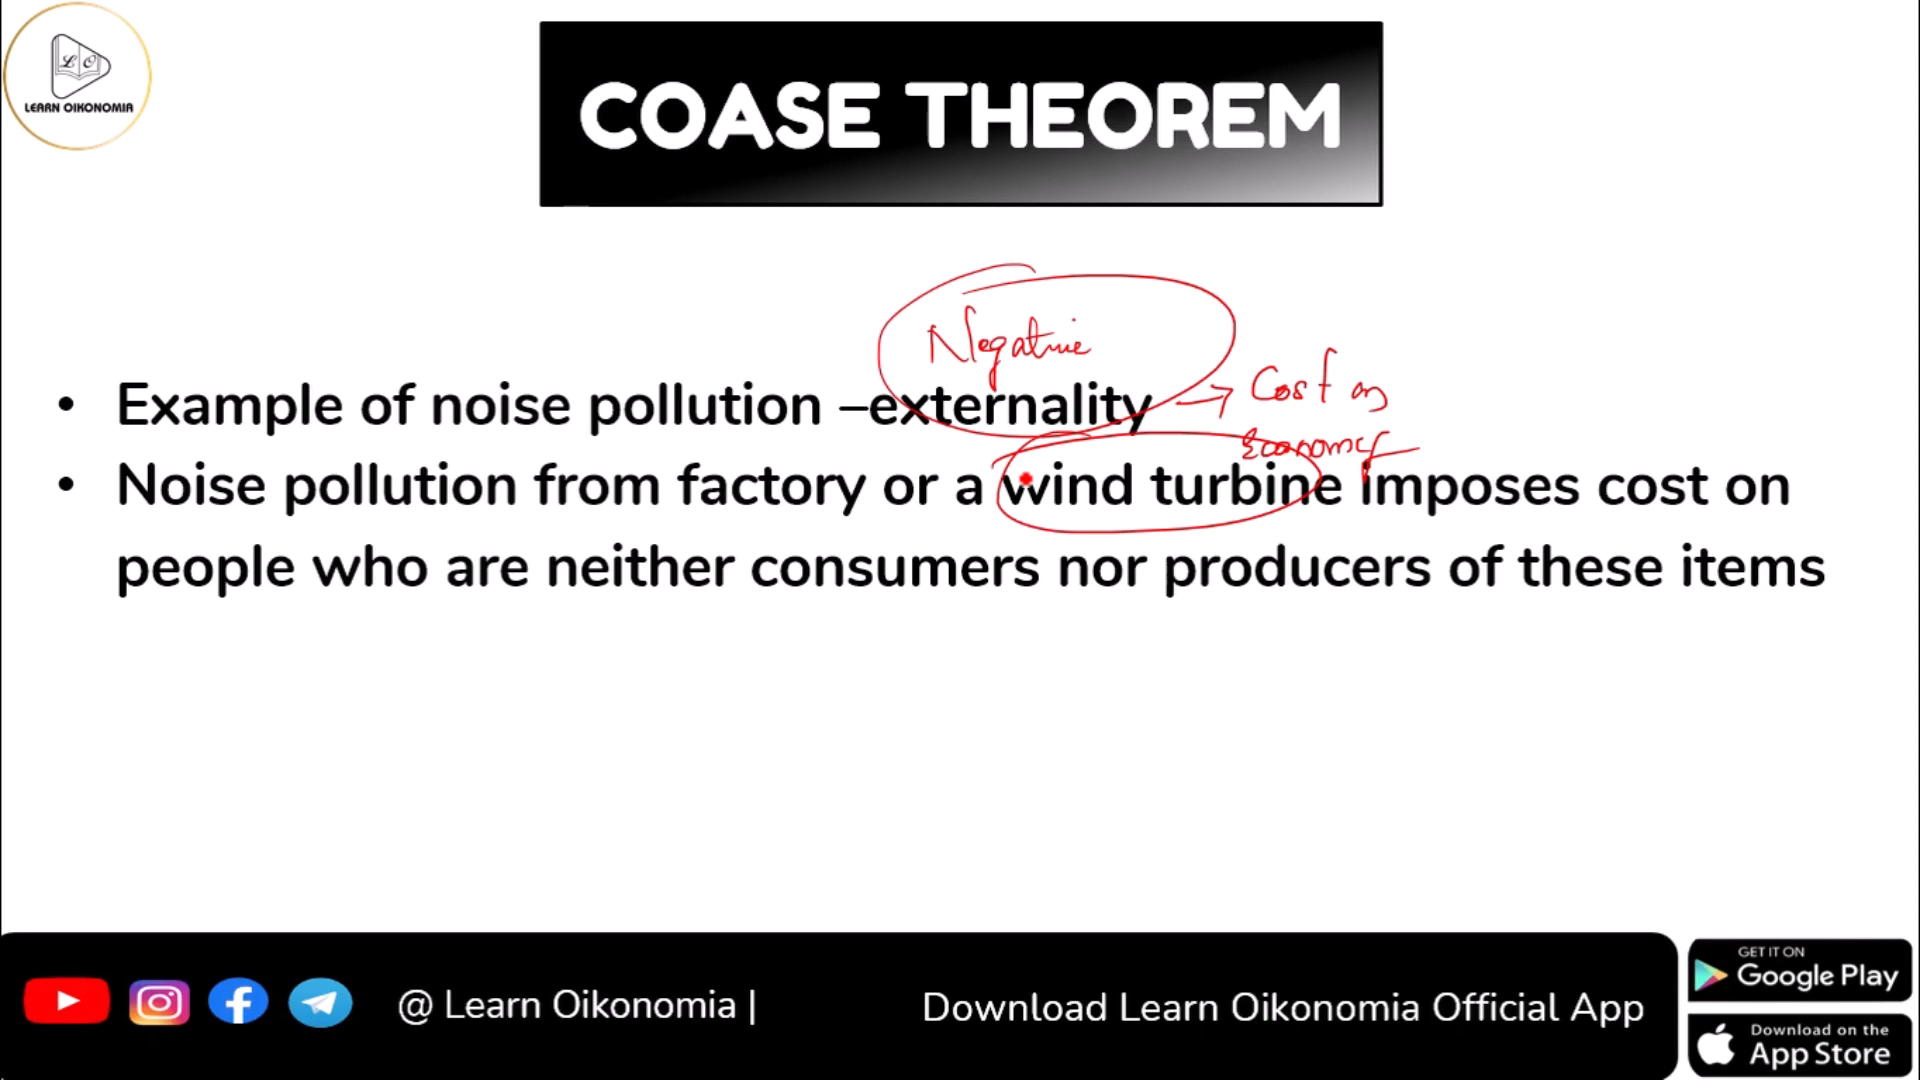 LO
LEARN OIKONOMIA
COASE THEOREM
Negative
• Example of noise pollution –externality → Cost on
Economy
• Noise pollution from factory or a wind turbine imposes cost on
people who are neither consumers nor producers of these items
@ Learn Oikonomia |
Download Learn Oikonomia Official App
GET IT ON
Google Play
Download on the
App Store